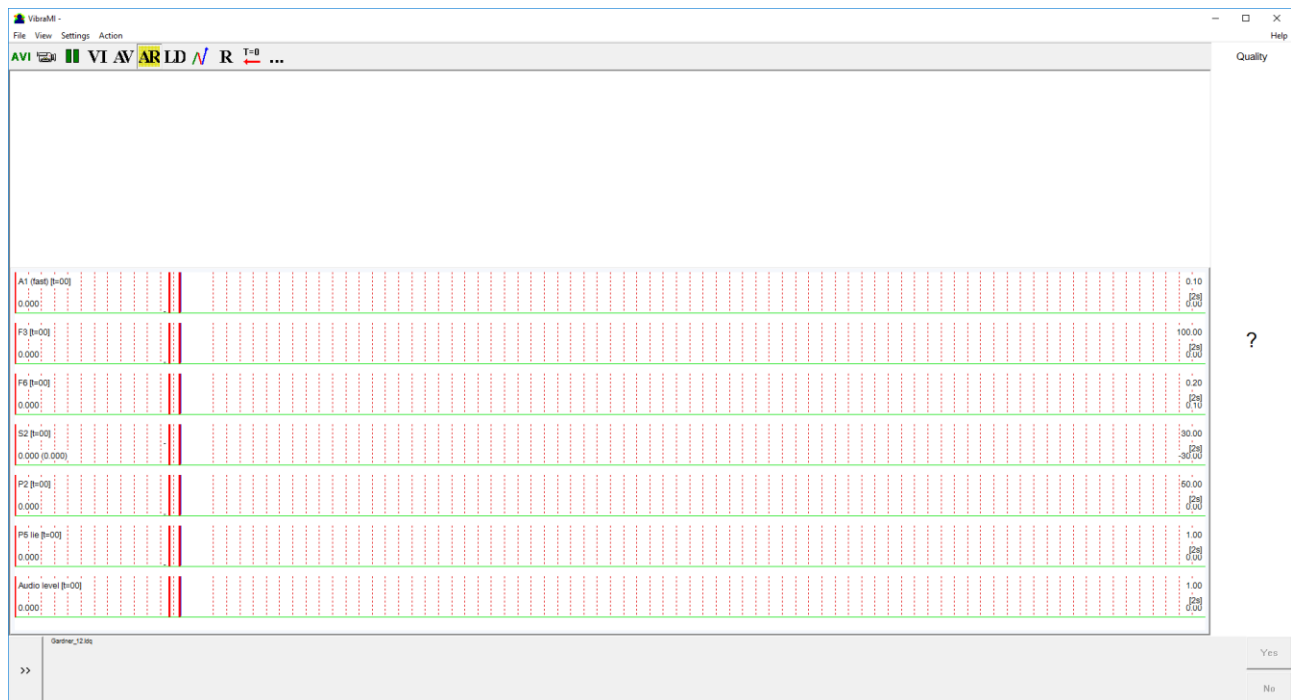 VibraMI -
File View Settings Action Help
AVI VI AV AR LD R T=0 ...
Quality
A1 (fast) [t=00] 0.10
[2s]
0.000 0.00
F3 [t=00] 100.00
[2s]
0.000 0.00
?
F6 [t=00] 0.20
[2s]
0.000 0.10
S2 [t=00] 30.00
[2s]
0.000 (0.000) -30.00
P2 [t=00] 50.00
[2s]
0.000 0.00
P5 lie [t=00] 1.00
[2s]
0.000 0.00
Audio level [t=00] 1.00
[2s]
0.000 0.00
Gardner_12.ldq
>>
Yes
No